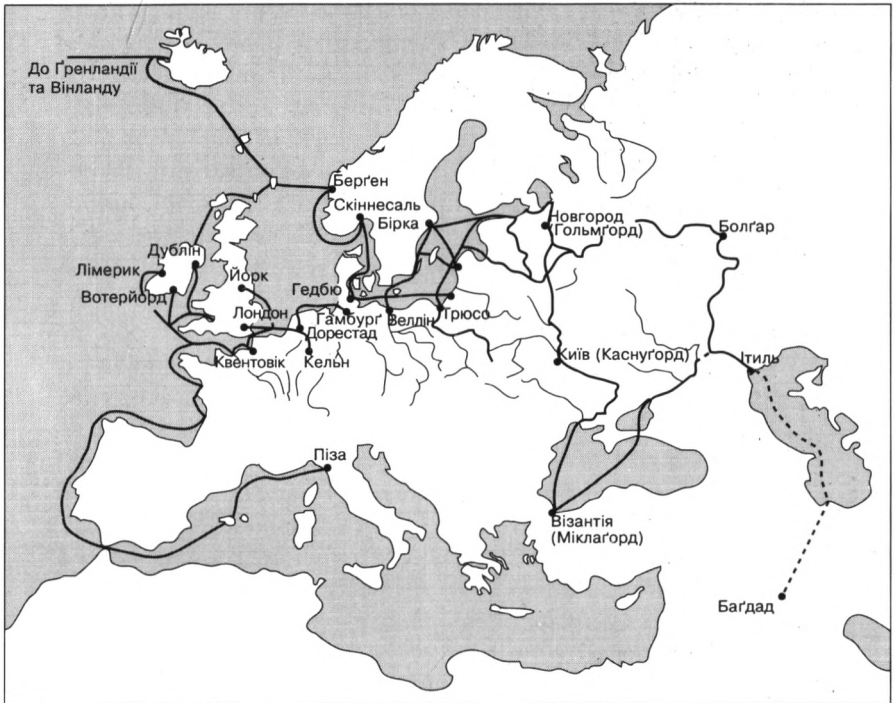 До Ґренландії
та Вінланду
Берґен
Скіннесаль
Бірка
Новгород
(Гольмґорд)
Болґар
Дублін
Лімерик
Йорк
Вотерйорд
Гедбю
Лондон
Гамбурґ
Веллін
Трюсо
Дорестад
Квентовік
Кельн
Київ (Каснуґорд)
Ітиль
Піза
Візантія
(Міклаґорд)
Баґдад